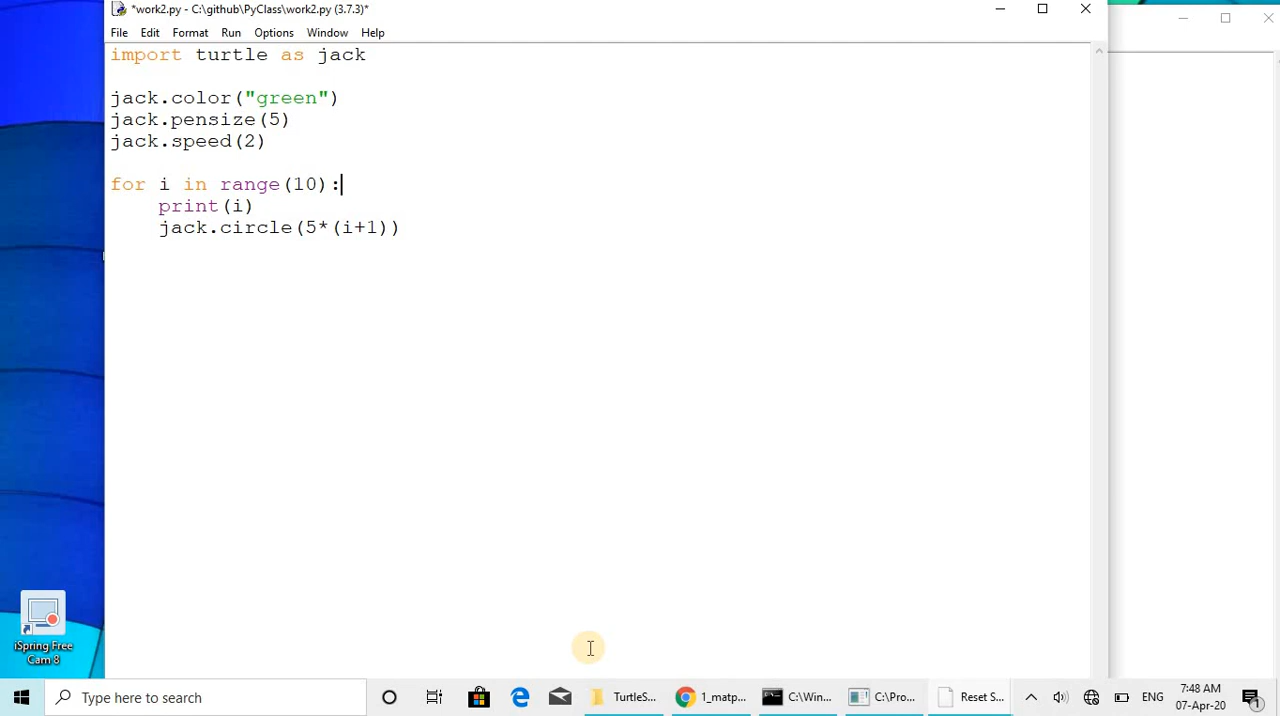 *work2.py - C:\github\PyClass\work2.py (3.7.3)*
File Edit Format Run Options Window Help
import turtle as jack
jack.color("green")
jack.pensize(5)
jack.speed(2)
for i in range(10):
print(i)
jack.circle(5*(i+1))
iSpring Free
Cam 8
Type here to search
TurtleS...
1_mtp...
C:\Win...
C:\Pro...
Reset S...
ENG
7:48 AM
07-Apr-20
1